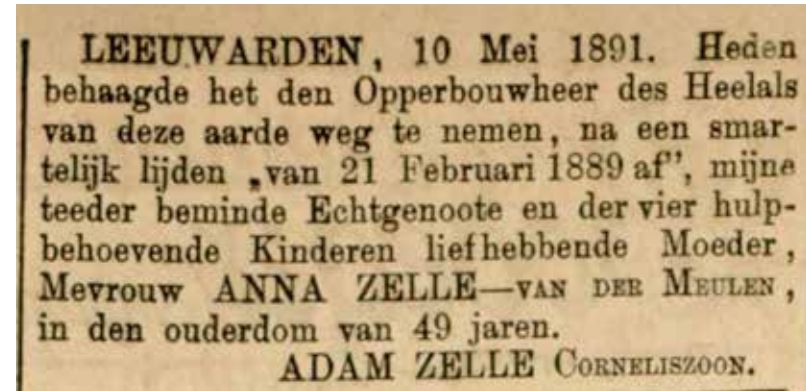 LEEUWARDEN, 10 Mei 1891. Heden
behaagde het den Opperbouwheer des Heelals
van deze aarde weg te nemen, na een smar-
telijk lijden „van 21 Februari 1889 af”, mijne
teeder beminde Echtgenoote en der vier hulp-
behoevende Kinderen liefhebbende Moeder,
Mevrouw ANNA ZELLE—VAN DER MEULEN,
in den ouderdom van 49 jaren.
ADAM ZELLE CORNELISZOON.